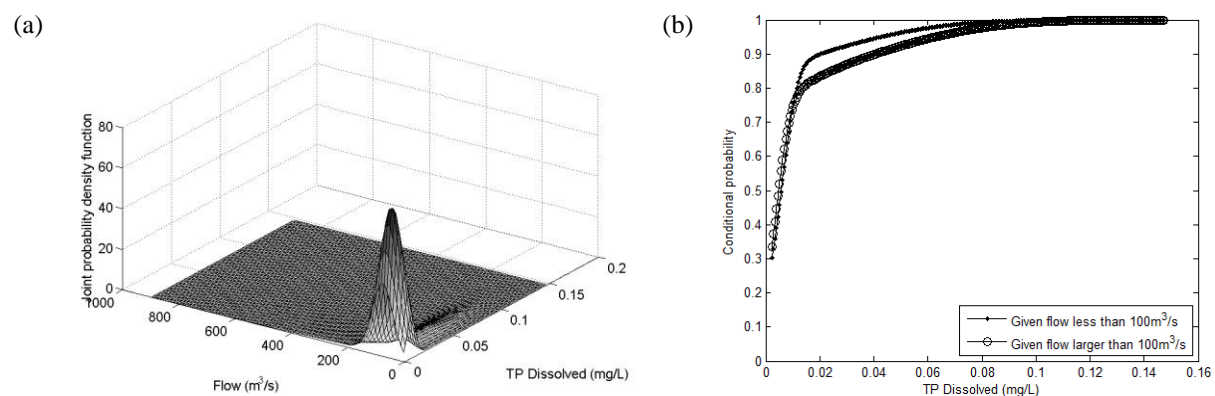 (a)
Joint probability density function
80
60
40
20
0
1000
800
600
400
200
0
Flow (m³/s)
0
0.05
0.1
0.15
0.2
TP Dissolved (mg/L)
(b)
Conditional probability
1
0.9
0.8
0.7
0.6
0.5
0.4
0.3
0.2
0.1
0
0 0.02 0.04 0.06 0.08 0.1 0.12 0.14 0.16
TP Dissolved (mg/L)
Given flow less than 100m³/s
Given flow larger than 100m³/s